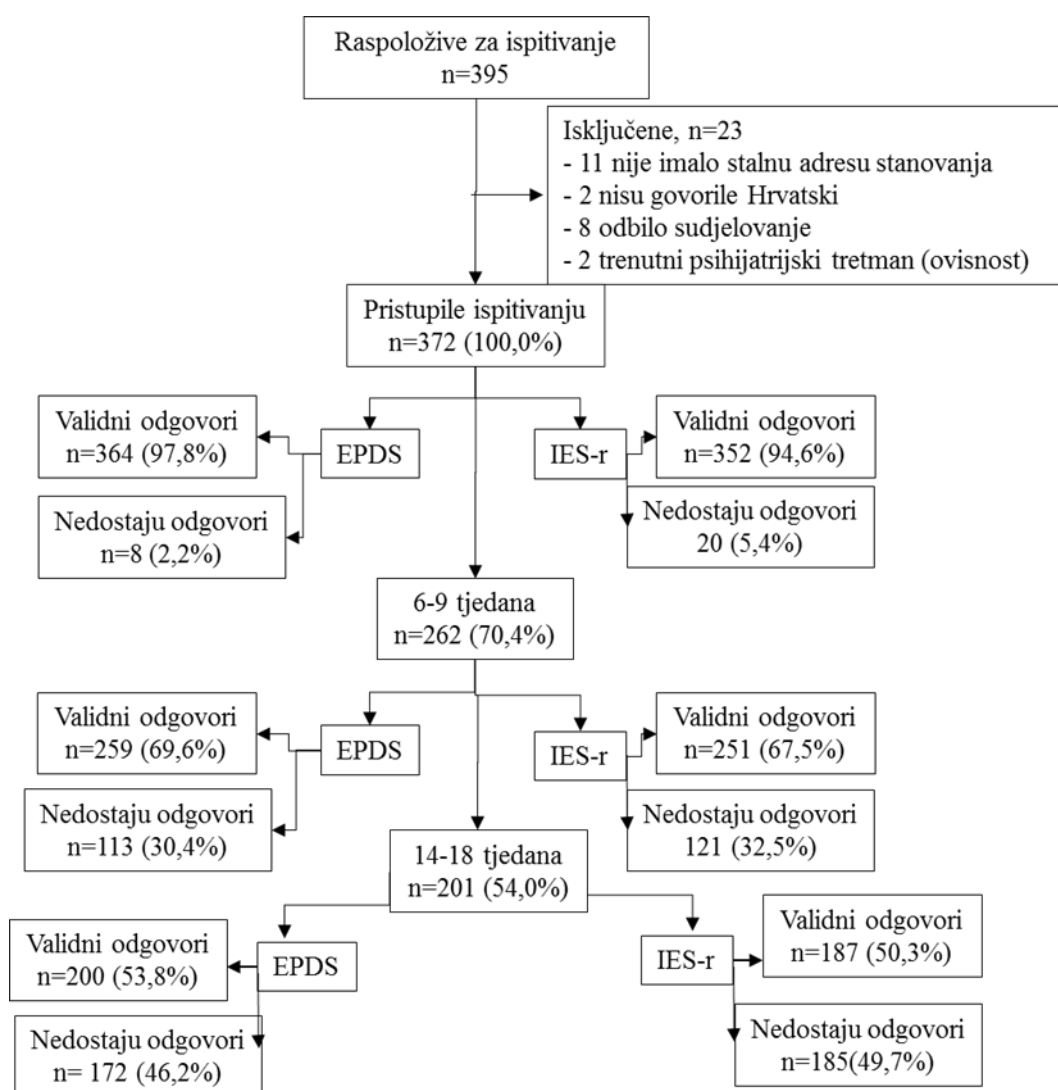 Raspoložive za ispitivanje
n=395
Isključene, n=23
- 11 nije imalo stalnu adresu stanovanja
- 2 nisu govorile Hrvatski
- 8 odbilo sudjelovanje
- 2 trenutni psihijatrijski tretman (ovisnost)
Pristupile ispitivanju
n=372 (100,0%)
Validni odgovori
n=364 (97,8%)
EPDS
IES-r
Validni odgovori
n=352 (94,6%)
Nedostaju odgovori
n=8 (2,2%)
Nedostaju odgovori
20 (5,4%)
6-9 tjedana
n=262 (70,4%)
Validni odgovori
n=259 (69,6%)
EPDS
IES-r
Validni odgovori
n=251 (67,5%)
Nedostaju odgovori
n=113 (30,4%)
Nedostaju odgovori
121 (32,5%)
14-18 tjedana
n=201 (54,0%)
Validni odgovori
n=200 (53,8%)
EPDS
IES-r
Validni odgovori
n=187 (50,3%)
Nedostaju odgovori
n= 172 (46,2%)
Nedostaju odgovori
n=185(49,7%)